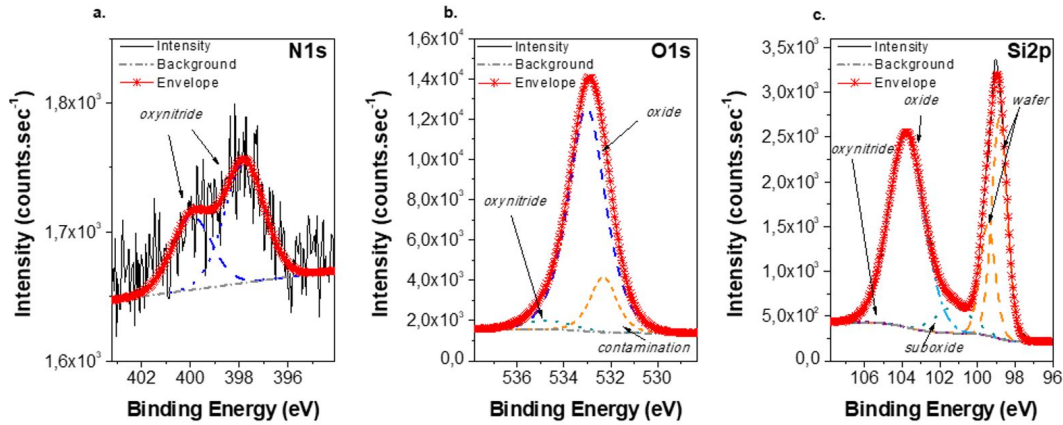 a.
N1s
Intensity
Background
Envelope
oxynitride
1,8x10³
1,7x10³
1,6x10³
402 400 398 396
Binding Energy (eV)
Intensity (counts.sec⁻¹)
b.
O1s
Intensity
Background
Envelope
oxide
oxynitride
contamination
1,6x10⁴
1,4x10⁴
1,2x10⁴
1,0x10⁴
8,0x10³
6,0x10³
4,0x10³
2,0x10³
0,0
536 534 532 530
Binding Energy (eV)
Intensity (counts.sec⁻¹)
c.
Si2p
Intensity
Background
Envelope
oxide
wafer
oxynitride
suboxide
3,5x10³
3,0x10³
2,5x10³
2,0x10³
1,5x10³
1,0x10³
5,0x10²
0,0
106 104 102 100 98 96
Binding Energy (eV)
Intensity (counts.sec⁻¹)